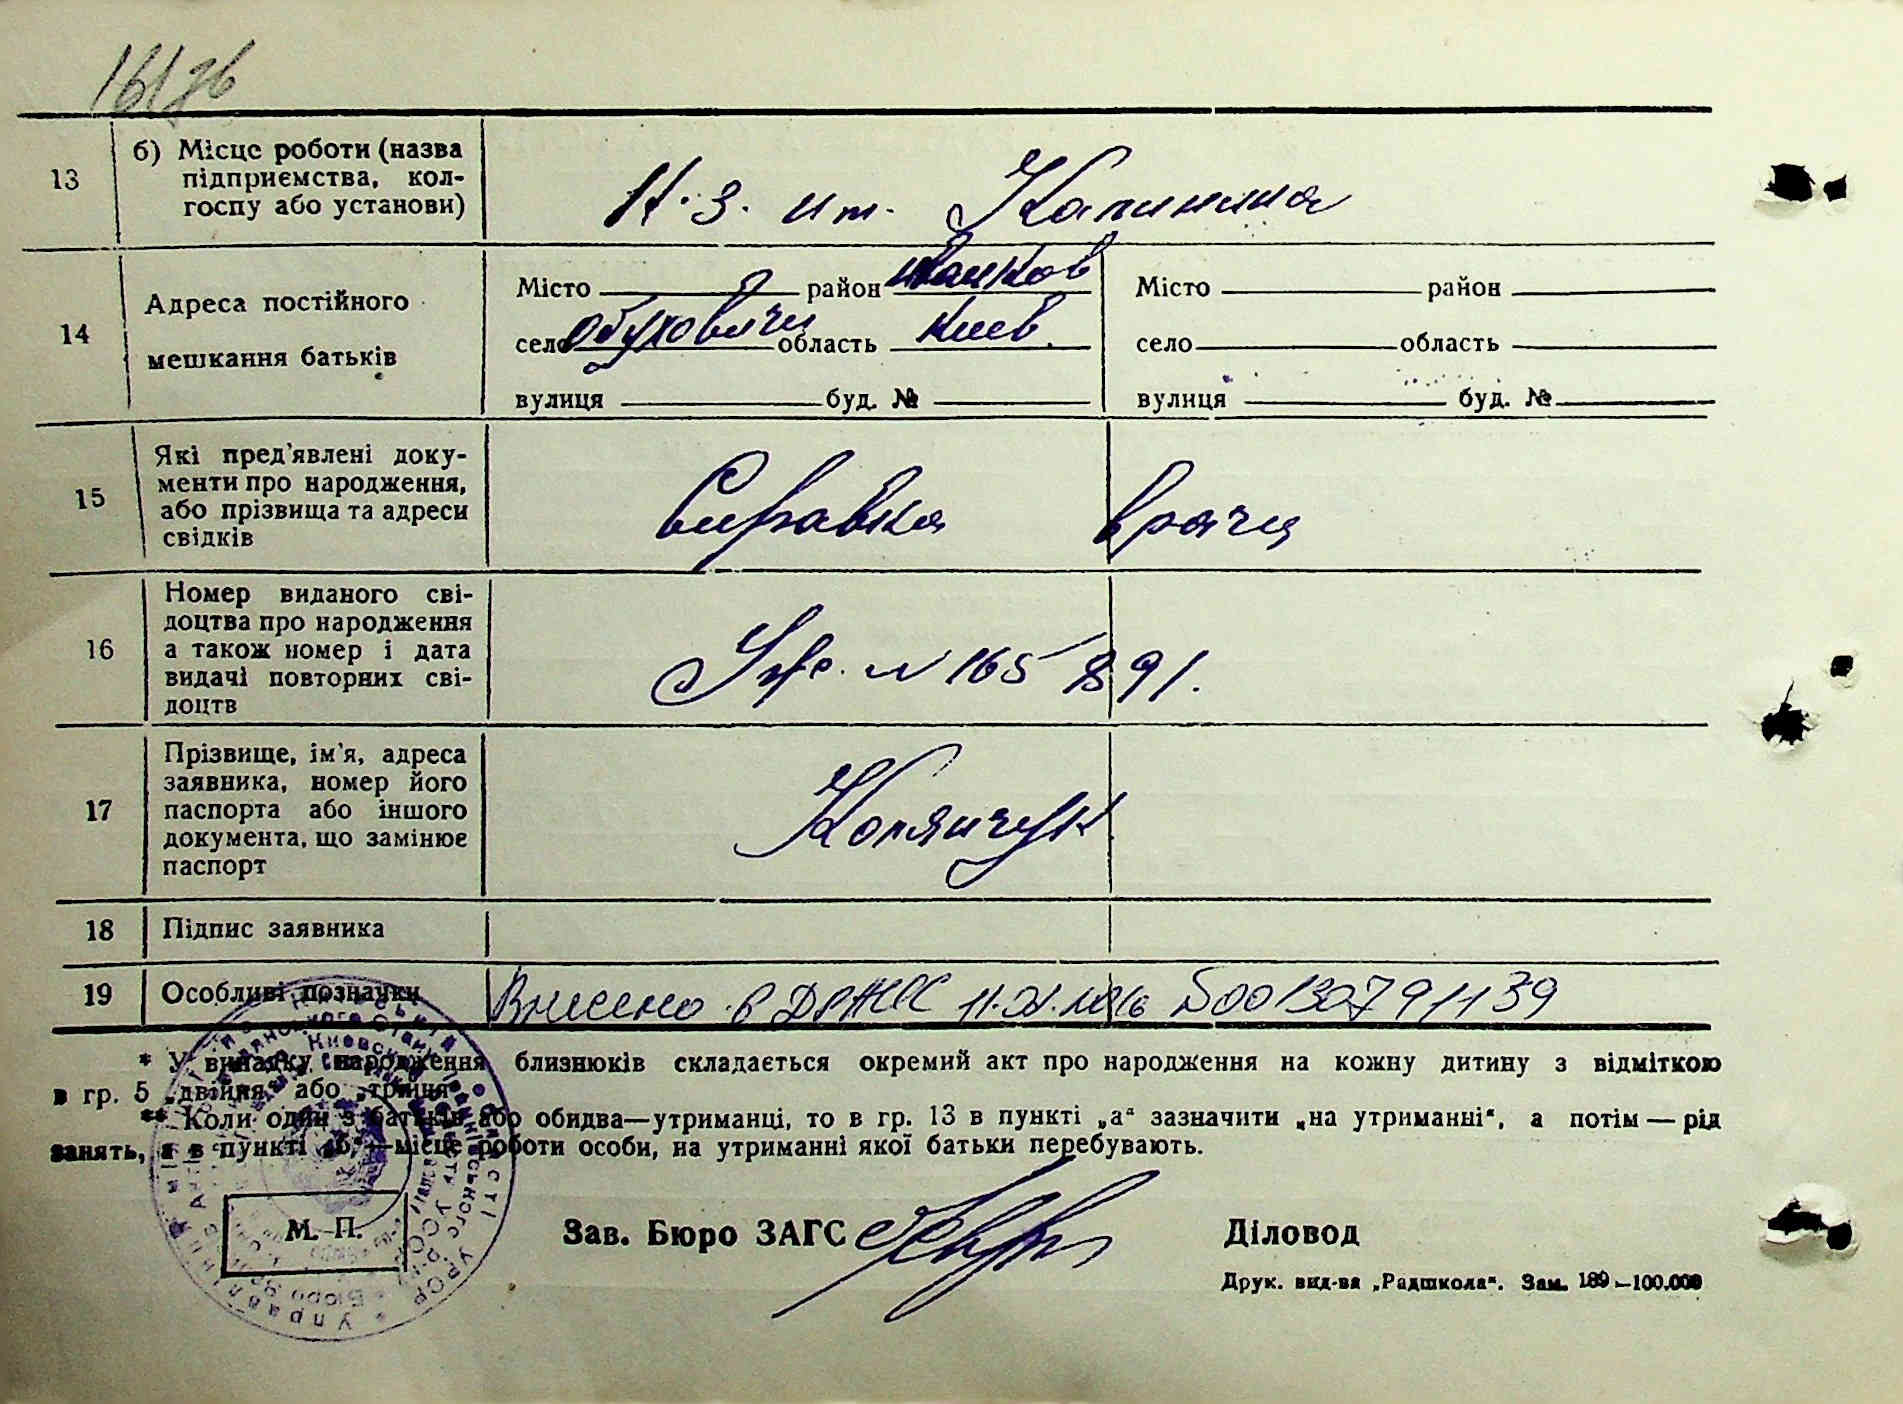 13
б) Місце роботи (назва
підприємства, кол-
госпу або установи)
К-з. им. Калинина
14
Адреса постійного
мешкання батьків
Місто район Иванков
село Обуховичи область Киев.
вулиця буд. №
Місто район
село область
вулиця буд. №
15
Які пред'явлені доку-
менти про народження,
або прізвища та адреси
свідків
Справка врача
16
Номер виданого сві-
доцтва про народження
а також номер і дата
видачі повторних сві-
доцтв
№ 165891.
17
Прізвище, ім'я, адреса
заявника, номер його
паспорта або іншого
документа, що замінює
паспорт
18
Підпис заявника
19
Особливі позначки
Внесено в ДРАЦС 00130791139
* У випадку народження близнюків складається окремий акт про народження на кожну дитину з відміткою
в гр. 5 „двійня" або „трійня"
** Коли один з батьків або обидва—утриманці, то в гр. 13 в пункті „а" зазначити „на утриманні", а потім — рід
занять, а в пункті „б"—місце роботи особи, на утриманні якої батьки перебувають.
М. П.
Зав. Бюро ЗАГС
Діловод
Друк. вид-ва „Радшкола". Зам. 189—100.000